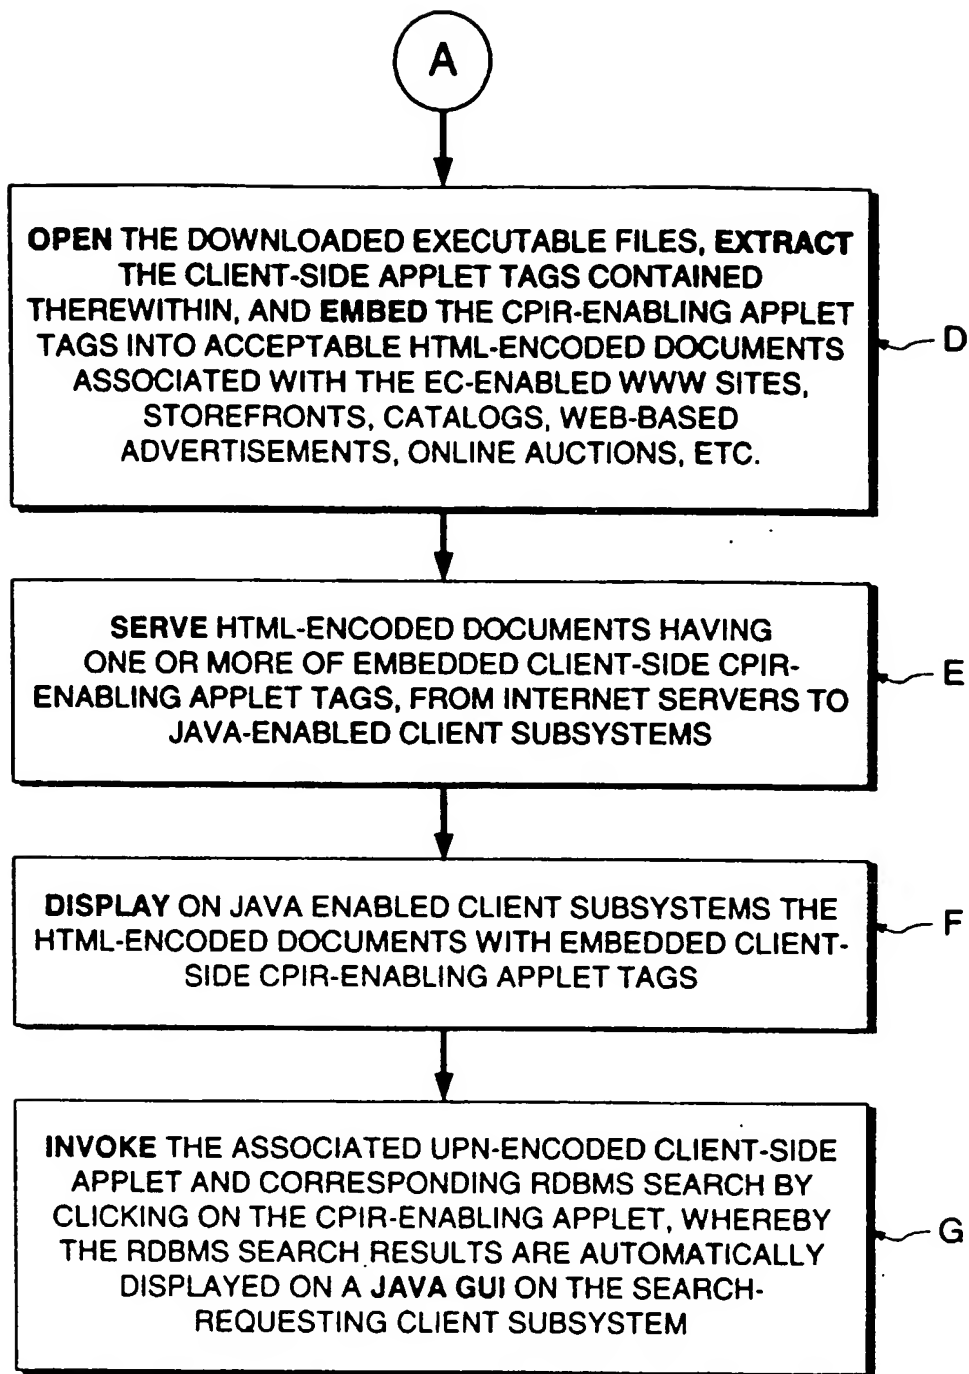 A
OPEN THE DOWNLOADED EXECUTABLE FILES, EXTRACT
THE CLIENT-SIDE APPLET TAGS CONTAINED
THEREWITHIN, AND EMBED THE CPIR-ENABLING APPLET
TAGS INTO ACCEPTABLE HTML-ENCODED DOCUMENTS
ASSOCIATED WITH THE EC-ENABLED WWW SITES,
STOREFRONTS, CATALOGS, WEB-BASED
ADVERTISEMENTS, ONLINE AUCTIONS, ETC.
D
SERVE HTML-ENCODED DOCUMENTS HAVING
ONE OR MORE OF EMBEDDED CLIENT-SIDE CPIR-
ENABLING APPLET TAGS, FROM INTERNET SERVERS TO
JAVA-ENABLED CLIENT SUBSYSTEMS
E
DISPLAY ON JAVA ENABLED CLIENT SUBSYSTEMS THE
HTML-ENCODED DOCUMENTS WITH EMBEDDED CLIENT-
SIDE CPIR-ENABLING APPLET TAGS
F
INVOKE THE ASSOCIATED UPN-ENCODED CLIENT-SIDE
APPLET AND CORRESPONDING RDBMS SEARCH BY
CLICKING ON THE CPIR-ENABLING APPLET, WHEREBY
THE RDBMS SEARCH RESULTS ARE AUTOMATICALLY
DISPLAYED ON A JAVA GUI ON THE SEARCH-
REQUESTING CLIENT SUBSYSTEM
G